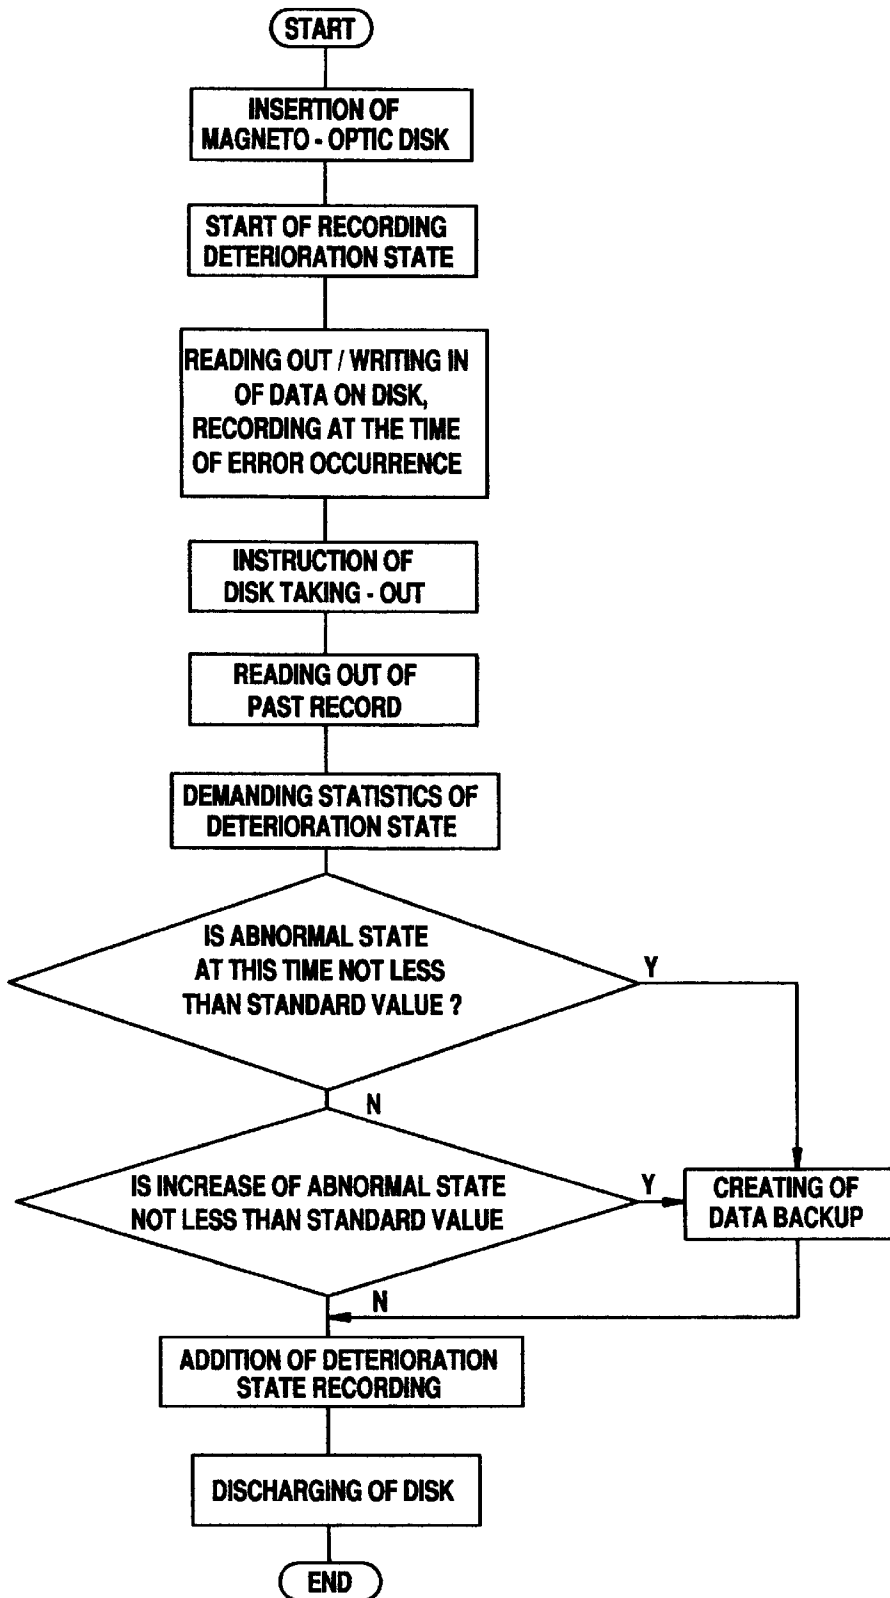 START
INSERTION OF
MAGNETO - OPTIC DISK
START OF RECORDING
DETERIORATION STATE
READING OUT / WRITING IN
OF DATA ON DISK,
RECORDING AT THE TIME
OF ERROR OCCURRENCE
INSTRUCTION OF
DISK TAKING - OUT
READING OUT OF
PAST RECORD
DEMANDING STATISTICS OF
DETERIORATION STATE
IS ABNORMAL STATE
AT THIS TIME NOT LESS
THAN STANDARD VALUE ?
Y
N
IS INCREASE OF ABNORMAL STATE
NOT LESS THAN STANDARD VALUE
Y
CREATING OF
DATA BACKUP
N
ADDITION OF DETERIORATION
STATE RECORDING
DISCHARGING OF DISK
END